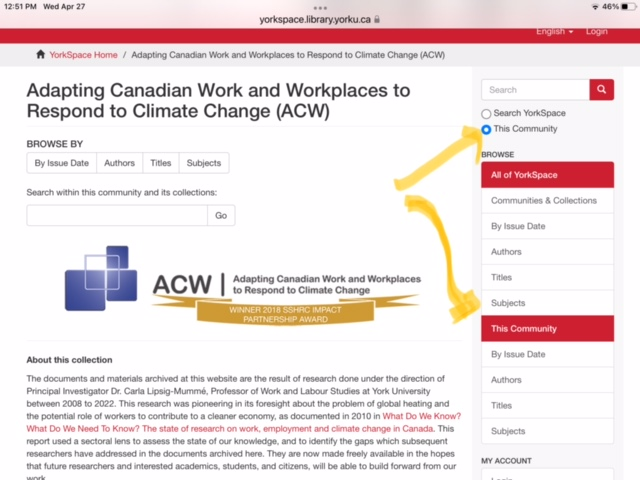 12:51 PM Wed Apr 27
46%
yorkspace.library.yorku.ca
English Login
YorkSpace Home / Adapting Canadian Work and Workplaces to Respond to Climate Change (ACW)
Adapting Canadian Work and Workplaces to
Respond to Climate Change (ACW)
BROWSE BY
By Issue Date Authors Titles Subjects
Search within this community and its collections:
Go
ACW | Adapting Canadian Work and Workplaces
to Respond to Climate Change
WINNER 2018 SSHRC IMPACT
PARTNERSHIP AWARD
About this collection
The documents and materials archived at this website are the result of research done under the direction of
Principal Investigator Dr. Carla Lipsig-Mummé, Professor of Work and Labour Studies at York University
between 2008 to 2022. This research was pioneering in its foresight about the problem of global heating and
the potential role of workers to contribute to a cleaner economy, as documented in 2010 in What Do We Know?
What Do We Need To Know? The state of research on work, employment and climate change in Canada. This
report used a sectoral lens to assess the state of our knowledge, and to identify the gaps which subsequent
researchers have addressed in the documents archived here. They are now made freely available in the hopes
that future researchers and interested academics, students, and citizens, will be able to build forward from our
work.
Search
Search YorkSpace
This Community
BROWSE
All of YorkSpace
Communities & Collections
By Issue Date
Authors
Titles
Subjects
This Community
By Issue Date
Authors
Titles
Subjects
MY ACCOUNT
Login